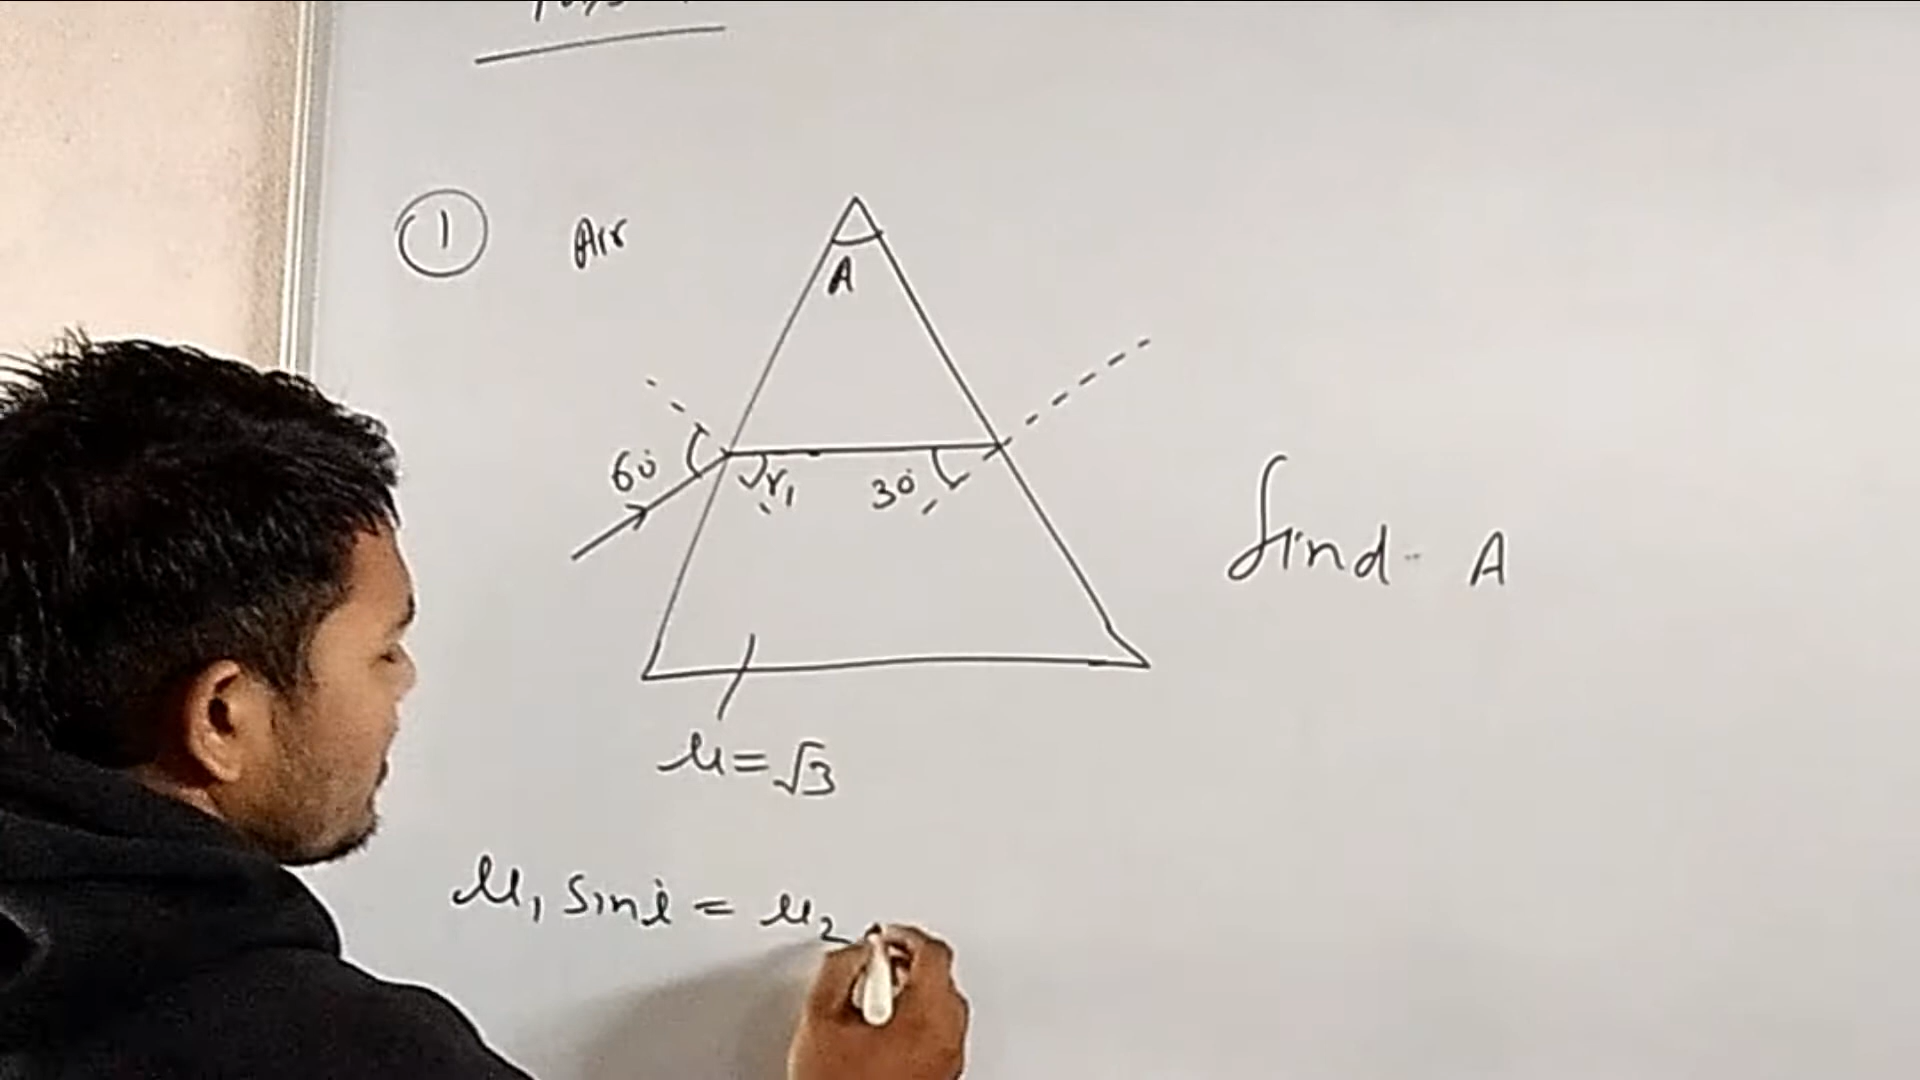 1
Air
A
60°
r₁
30°
find A
μ=√3
μ₁ sini = μ₂